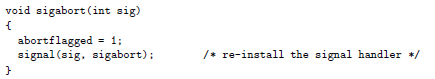 void sigabort(int sig)
{
  abortflagged = 1;
  signal(sig, sigabort);      /* re-install the signal handler */
}